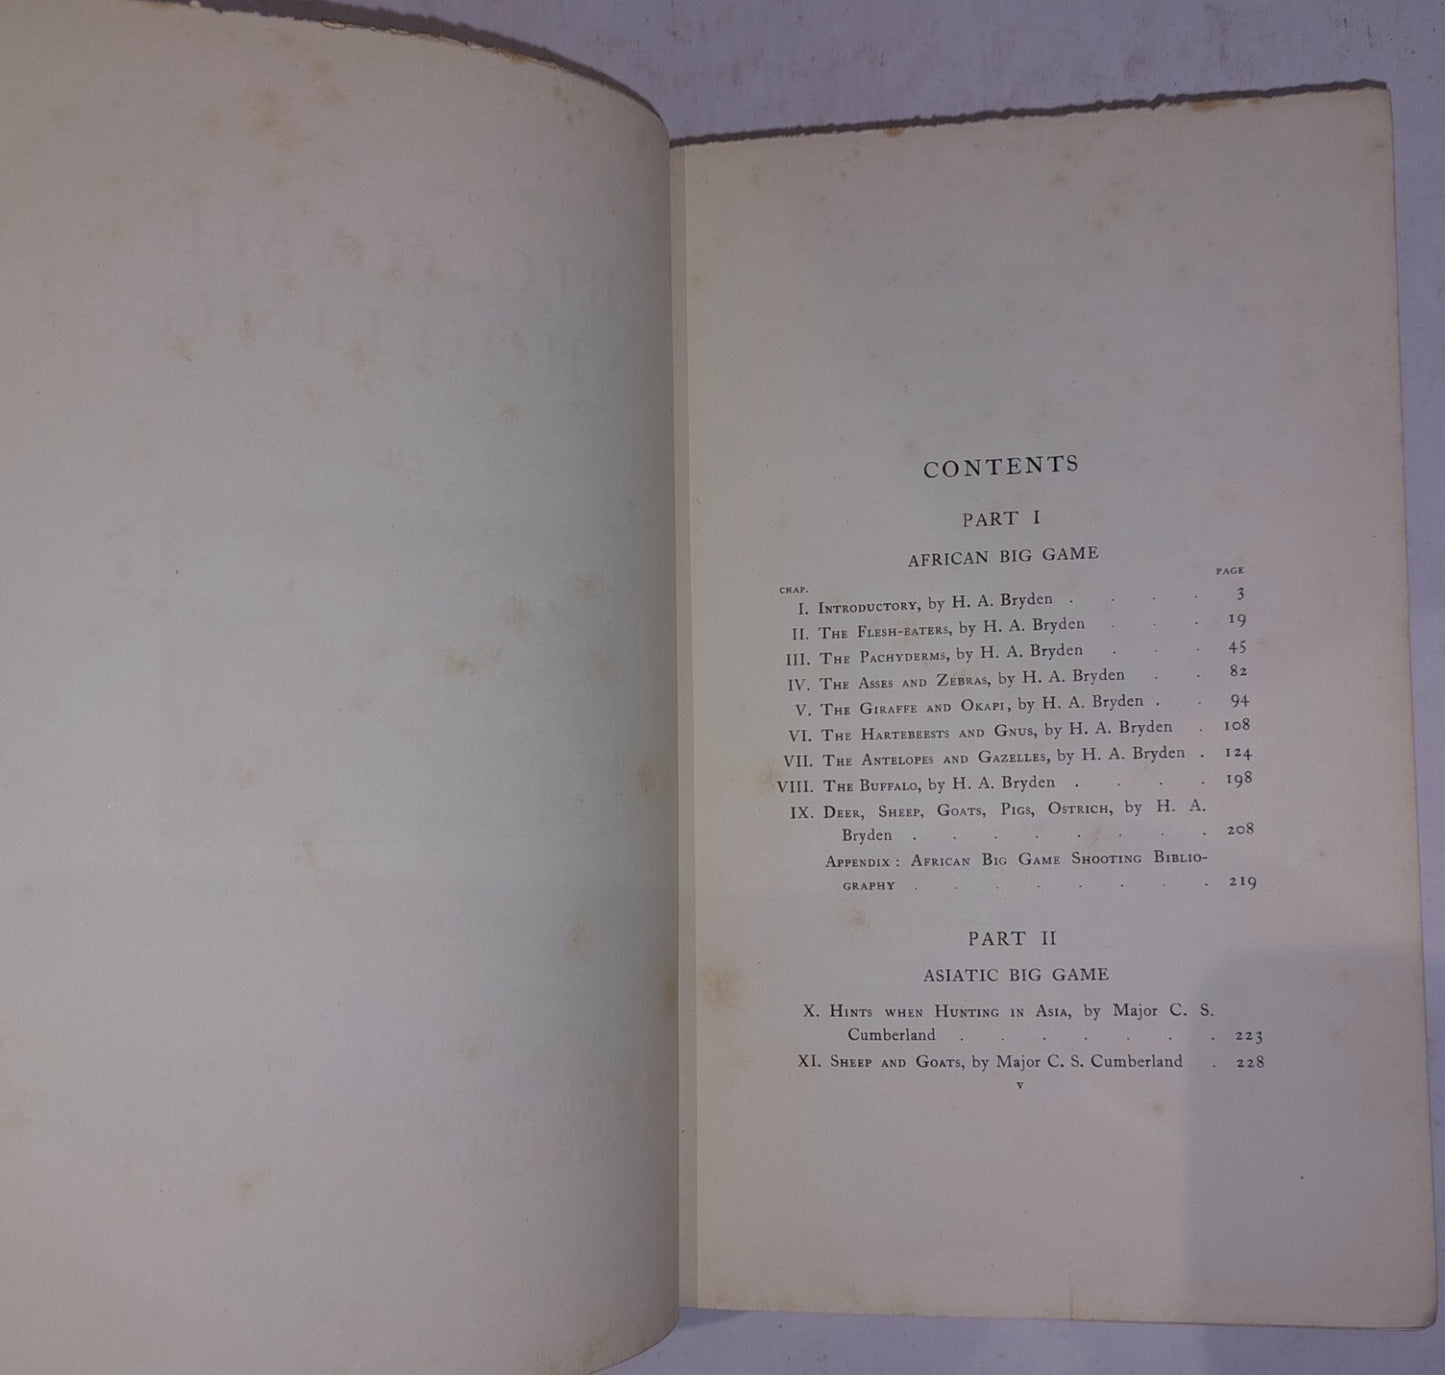 CONTENTS
PART I
AFRICAN BIG GAME
CHAP. PAGE
I. INTRODUCTORY, by H. A. Bryden . . . . 3
II. THE FLESH-EATERS, by H. A. Bryden . . . 19
III. THE PACHYDERMS, by H. A. Bryden . . . 45
IV. THE ASSES AND ZEBRAS, by H. A. Bryden . . 82
V. THE GIRAFFE AND OKAPI, by H. A. Bryden . . 94
VI. THE HARTEBEESTS AND GNUS, by H. A. Bryden . 108
VII. THE ANTELOPES AND GAZELLES, by H. A. Bryden . 124
VIII. THE BUFFALO, by H. A. Bryden . . . . 198
IX. DEER, SHEEP, GOATS, PIGS, OSTRICH, by H. A.
Bryden . . . . . . . . 208
APPENDIX : AFRICAN BIG GAME SHOOTING BIBLIO-
GRAPHY . . . . . . . . 219
PART II
ASIATIC BIG GAME
X. HINTS WHEN HUNTING IN ASIA, by Major C. S.
Cumberland . . . . . . . 223
XI. SHEEP AND GOATS, by Major C. S. Cumberland . 228
v